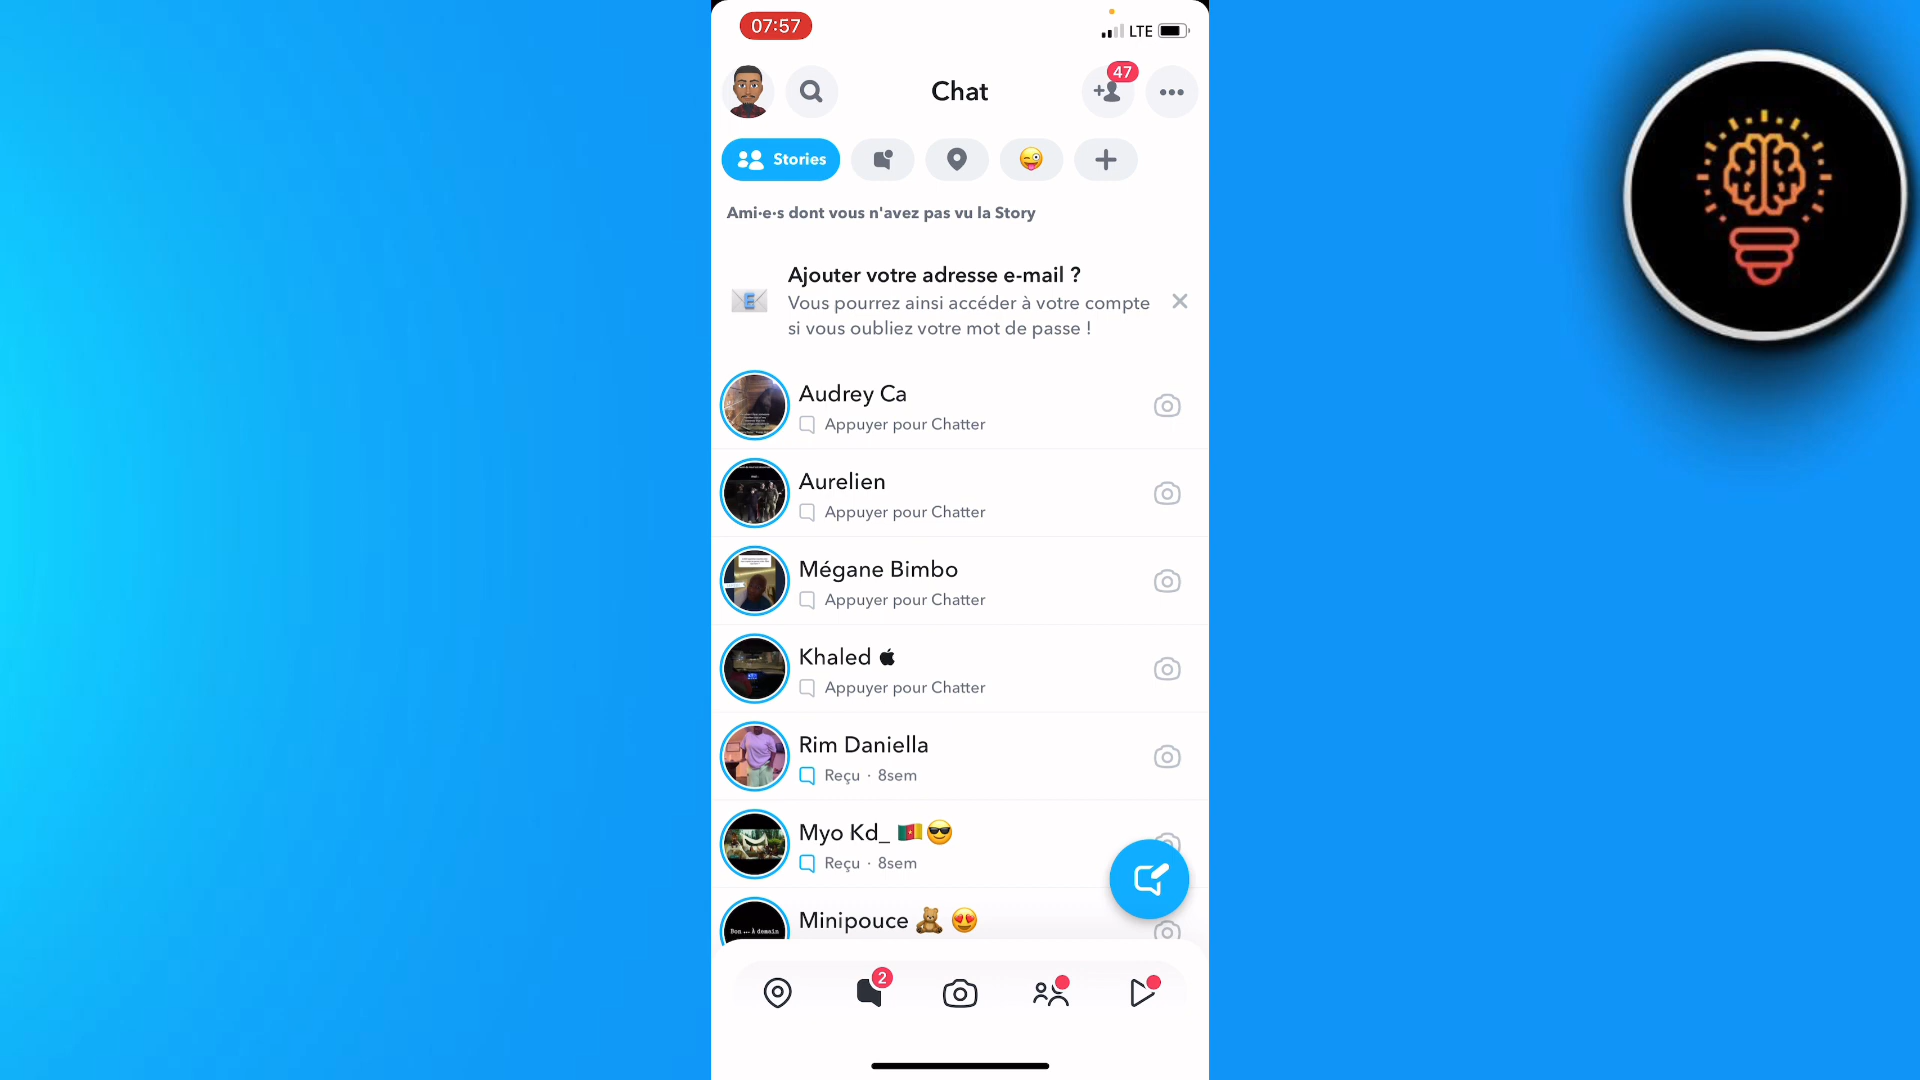 07:57
LTE
47
Chat
Stories
Ami·e·s dont vous n'avez pas vu la Story
Ajouter votre adresse e-mail ?
Vous pourrez ainsi accéder à votre compte
si vous oubliez votre mot de passe !
E
Audrey Ca
Appuyer pour Chatter
Aurelien
Appuyer pour Chatter
Mégane Bimbo
Appuyer pour Chatter
Khaled
Appuyer pour Chatter
Rim Daniella
Reçu · 8sem
Myo Kd_ 🇨🇲😎
Reçu · 8sem
Minipouce 🧸 😍
Bon ... À demain
2